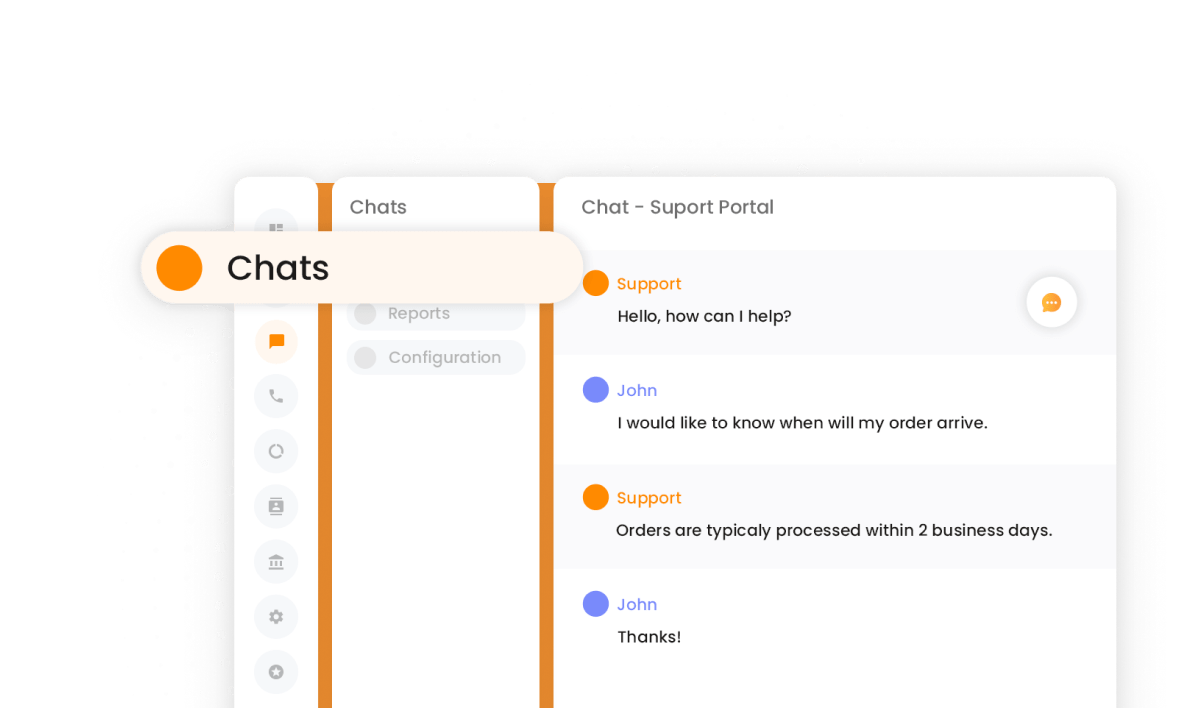 Chats
Chat - Suport Portal
Chats
Reports
Configuration
Support
Hello, how can I help?
John
I would like to know when will my order arrive.
Support
Orders are typicaly processed within 2 business days.
John
Thanks!